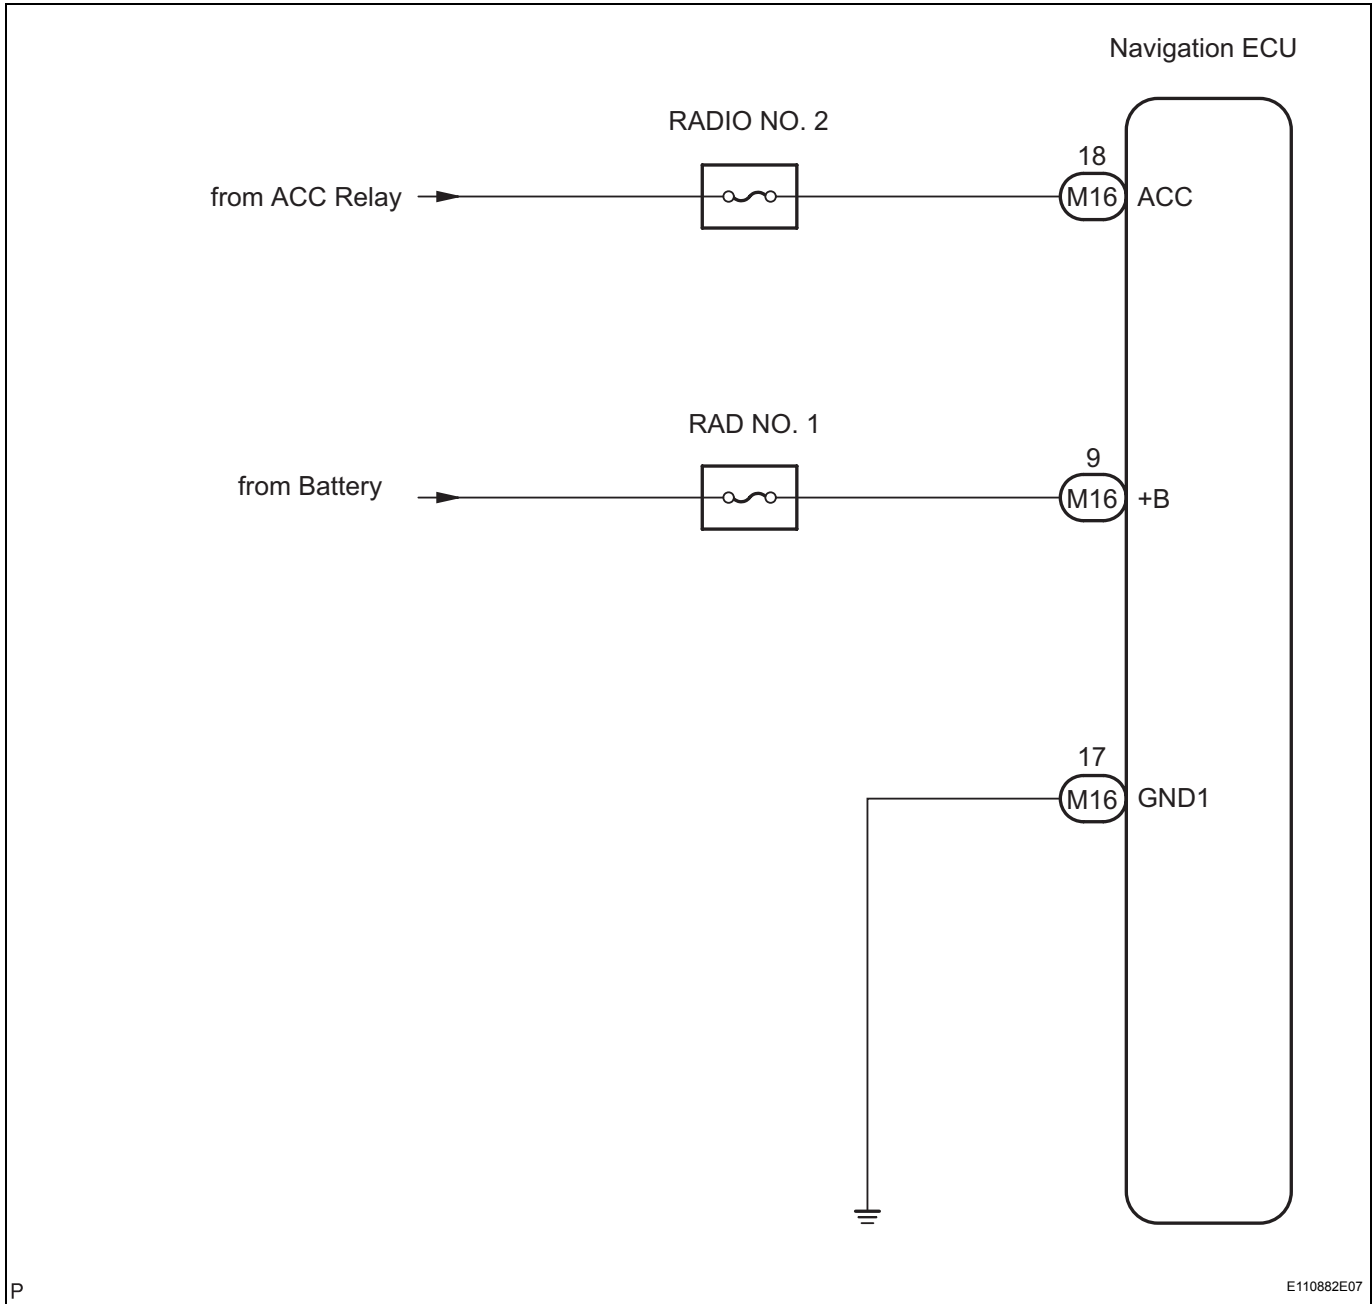 Navigation ECU
RADIO NO. 2
18
from ACC Relay
M16
ACC
RAD NO. 1
9
from Battery
M16
+B
17
M16
GND1
P
E110882E07